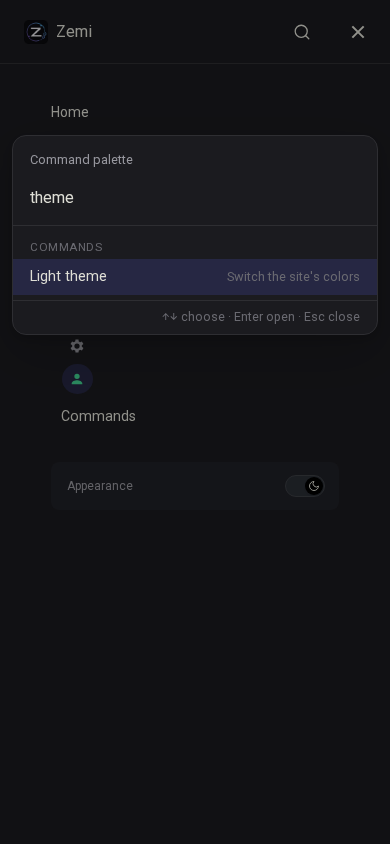 Zemi
Home
Command palette
theme
COMMANDS
Light theme Switch the site's colors
↑↓ choose · Enter open · Esc close
Commands
Appearance